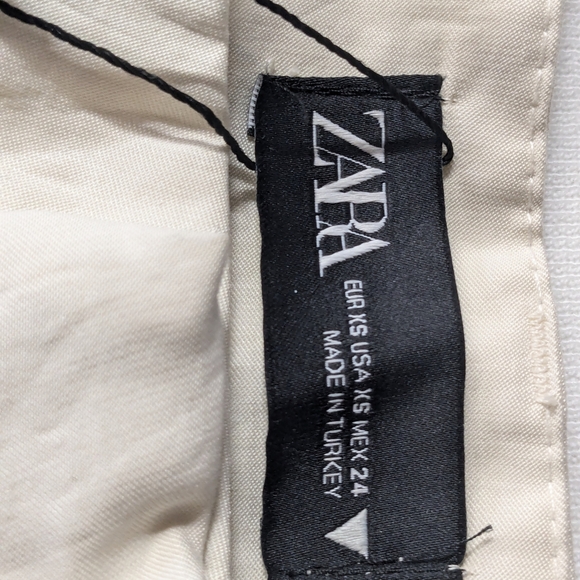 ZARA
EUR XS USA XS MEX 24
MADE IN TURKEY